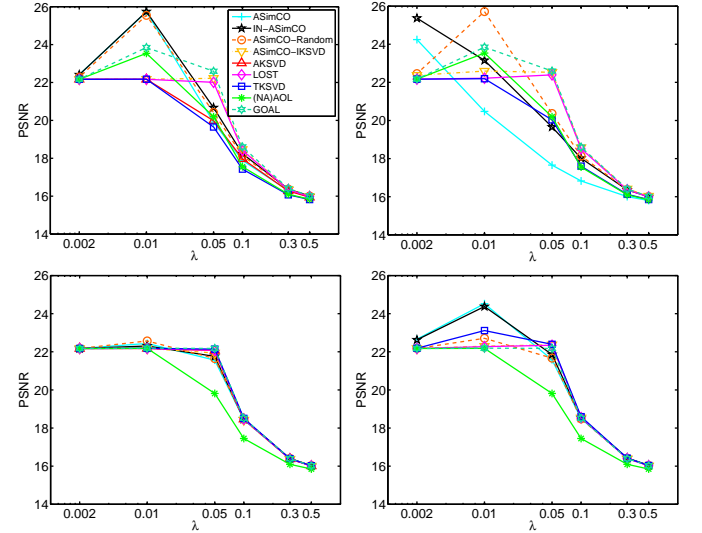 26
24
22
20
18
16
14
PSNR
0.002 0.01 0.05 0.1 0.3 0.5
λ
ASimCO
IN−ASimCO
ASimCO−Random
ASimCO−IKSVD
AKSVD
LOST
TKSVD
(NA)AOL
GOAL
26
24
22
20
18
16
14
PSNR
0.002 0.01 0.05 0.1 0.3 0.5
λ
26
24
22
20
18
16
14
PSNR
0.002 0.01 0.05 0.1 0.3 0.5
λ
26
24
22
20
18
16
14
PSNR
0.002 0.01 0.05 0.1 0.3 0.5
λ